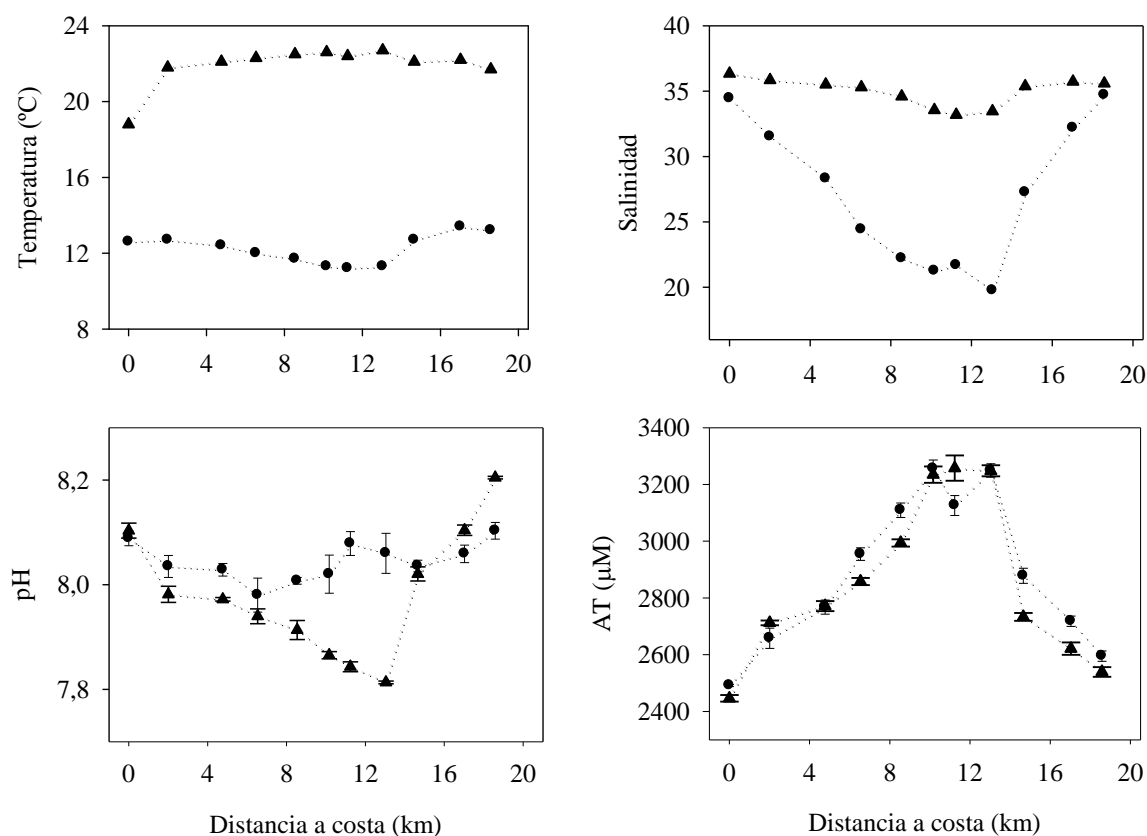 Temperatura (ºC)
24
20
16
12
8
0 4 8 12 16 20
Salinidad
40
35
30
25
20
0 4 8 12 16 20
pH
8,2
8,0
7,8
0 4 8 12 16 20
Distancia a costa (km)
AT (µM)
3400
3200
3000
2800
2600
2400
0 4 8 12 16 20
Distancia a costa (km)